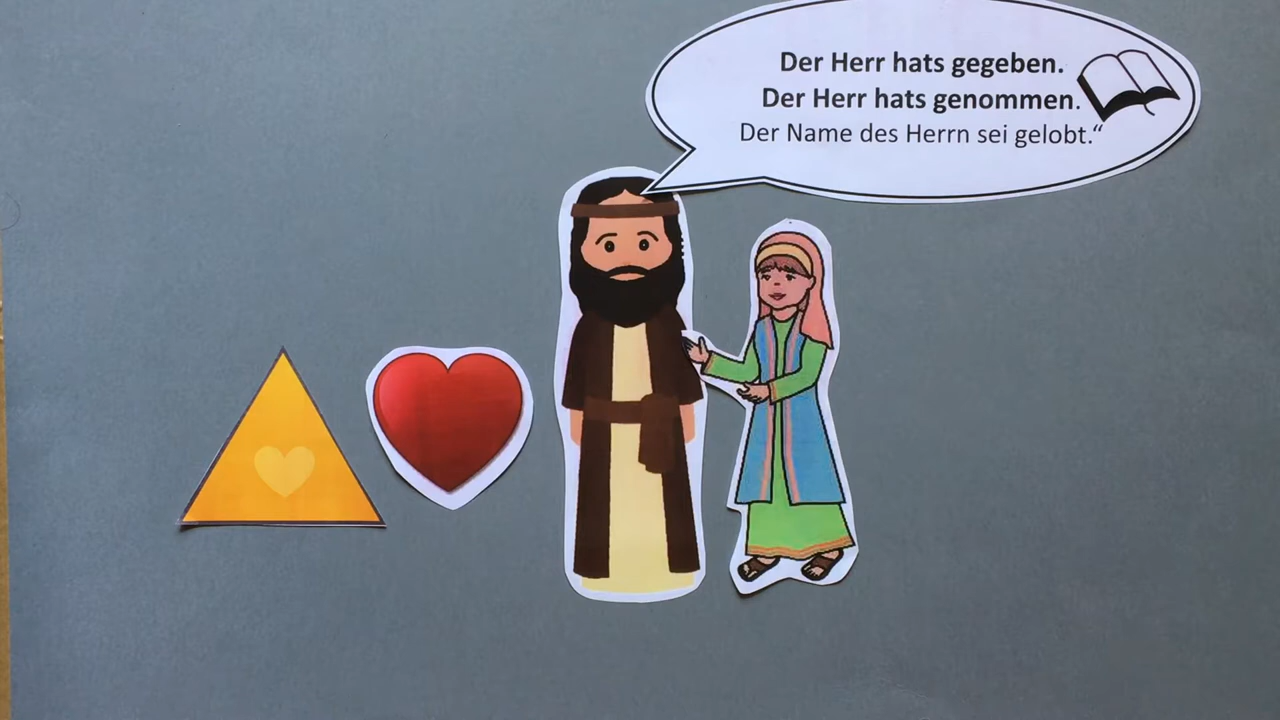 Der Herr hats gegeben.
Der Herr hats genommen.
Der Name des Herrn sei gelobt.“